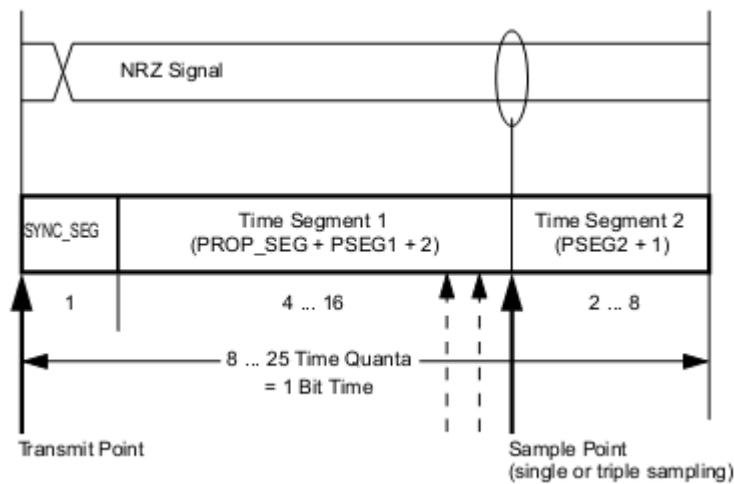 NRZ Signal
SYNC_SEG
Time Segment 1
(PROP_SEG + PSEG1 + 2)
Time Segment 2
(PSEG2 + 1)
1
4 ... 16
2 ... 8
8 ... 25 Time Quanta
= 1 Bit Time
Transmit Point
Sample Point
(single or triple sampling)